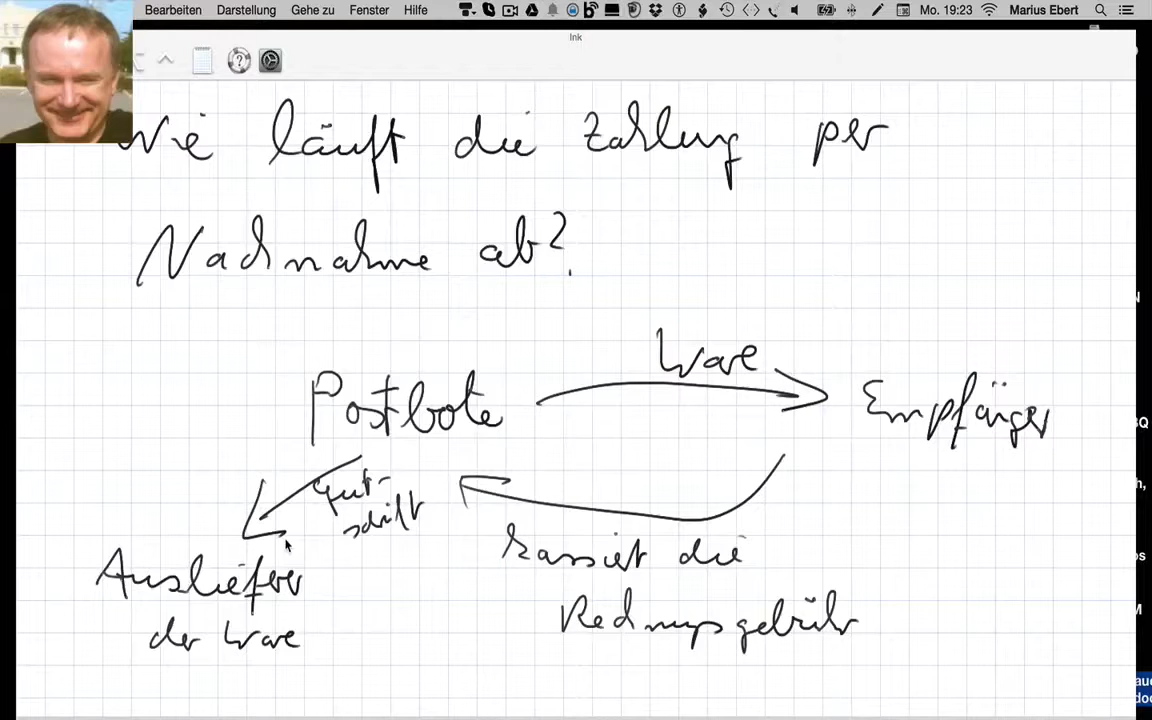 Bearbeiten Darstellung Gehe zu Fenster Hilfe Mo. 19:23 Marius Ebert
Ink
Wie läuft die Zahlung per
Nachnahme ab?
Ware
Postbote Empfänger
Gut-
schrift
kassiert die
Auslieferer
Rechnungsgebühr
der Ware